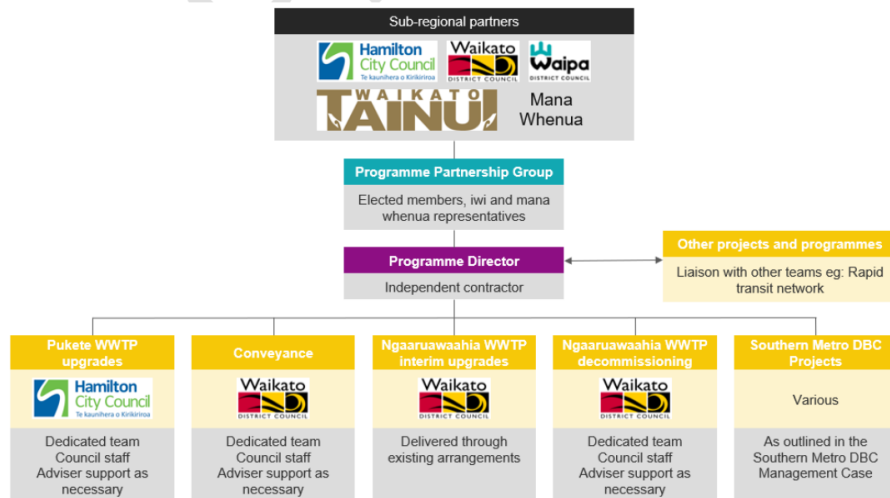 Sub-regional partners
Hamilton
City Council
Te kaunihera o Kirikiriroa
Waikato
DISTRICT COUNCIL
Waipa
DISTRICT COUNCIL
WAIKATO
TAINUI
Mana
Whenua
Programme Partnership Group
Elected members, iwi and mana
whenua representatives
Programme Director
Independent contractor
Other projects and programmes
Liaison with other teams eg: Rapid
transit network
Pukete WWTP
upgrades
Hamilton
City Council
Te kaunihera o Kirikiriroa
Dedicated team
Council staff
Adviser support as
necessary
Conveyance
Waikato
DISTRICT COUNCIL
Dedicated team
Council staff
Adviser support as
necessary
Ngaaruawaahia WWTP
interim upgrades
Waikato
DISTRICT COUNCIL
Delivered through
existing arrangements
Ngaaruawaahia WWTP
decommissioning
Waikato
DISTRICT COUNCIL
Dedicated team
Council staff
Adviser support as
necessary
Southern Metro DBC
Projects
Various
As outlined in the
Southern Metro DBC
Management Case